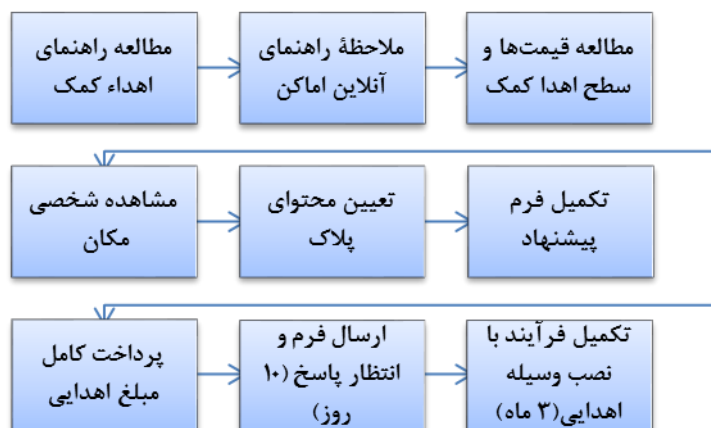 مطالعه راهنمای
اهداء کمک
ملاحظهٔ راهنمای
آنلاین اماکن
مطالعه قیمت‌ها و
سطح اهدا کمک
مشاهده شخصی
مکان
تعیین محتوای
پلاک
تکمیل فرم
پیشنهاد
پرداخت کامل
مبلغ اهدایی
ارسال فرم و
انتظار پاسخ (۱۰
روز)
تکمیل فرآیند با
نصب وسیله
اهدایی(۳ ماه)